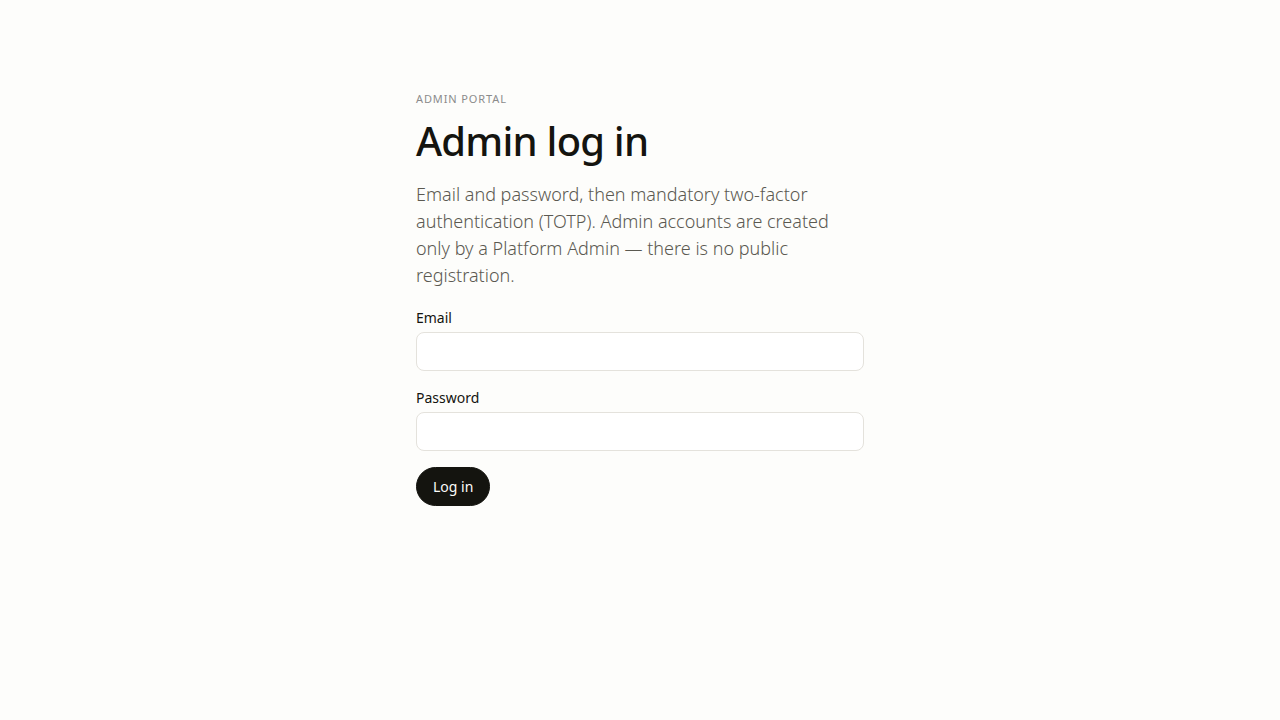 ADMIN PORTAL
Admin log in
Email and password, then mandatory two-factor
authentication (TOTP). Admin accounts are created
only by a Platform Admin — there is no public
registration.
Email
Password
Log in